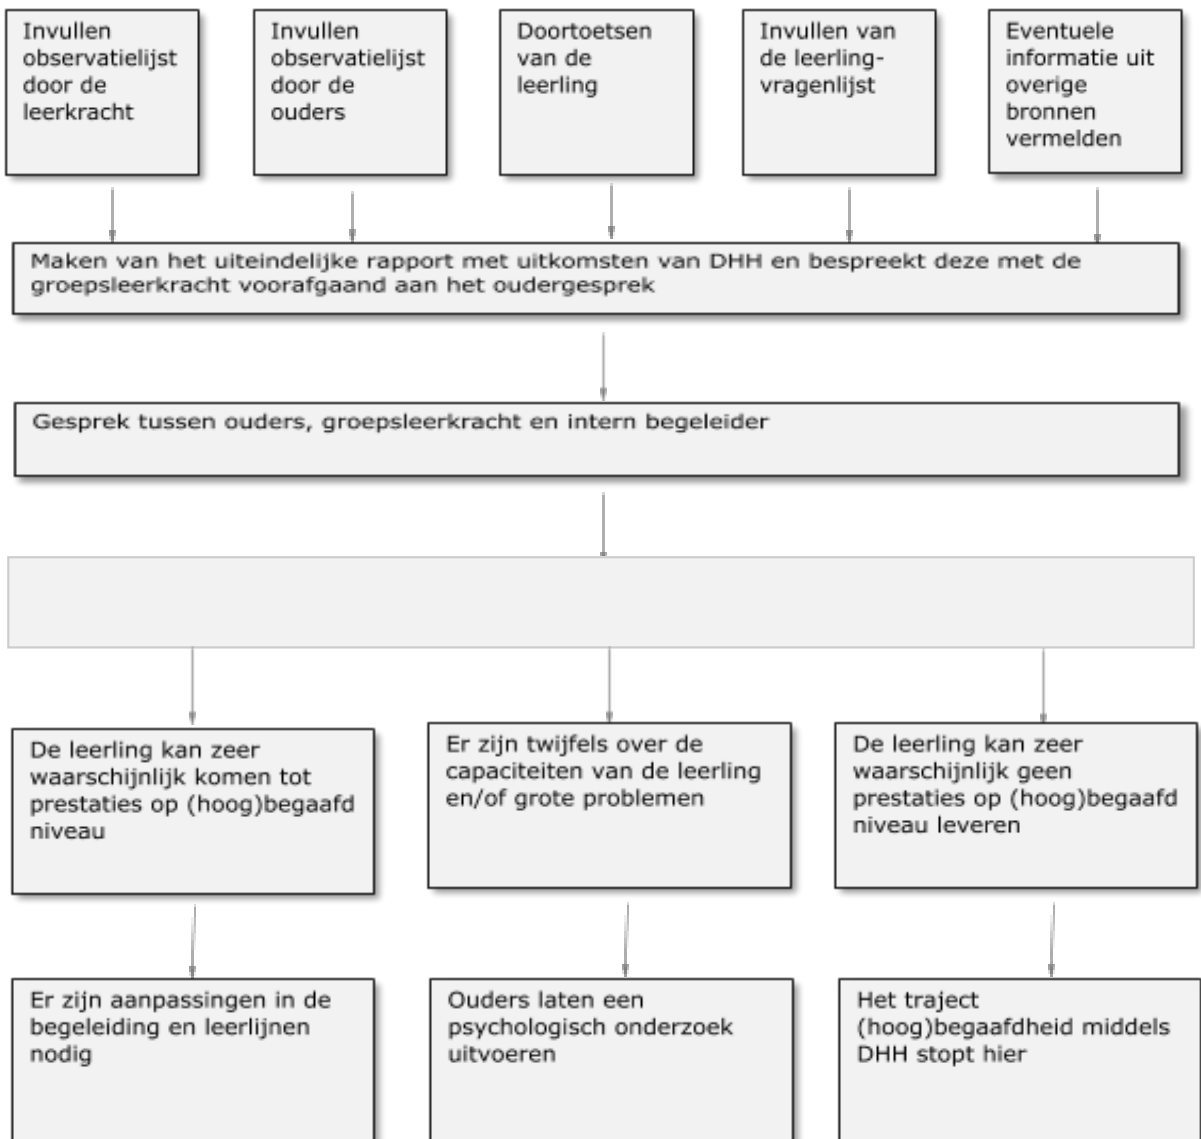 Invullen
observatielijst
door de
leerkracht
Invullen
observatielijst
door de
ouders
Doortoetsen
van de
leerling
Invullen van
de leerling-
vragenlijst
Eventuele
informatie uit
overige
bronnen
vermelden
Maken van het uiteindelijke rapport met uitkomsten van DHH en bespreekt deze met de
groepsleerkracht voorafgaand aan het oudergesprek
Gesprek tussen ouders, groepsleerkracht en intern begeleider
De leerling kan zeer
waarschijnlijk komen tot
prestaties op (hoog)begaafd
niveau
Er zijn twijfels over de
capaciteiten van de leerling
en/of grote problemen
De leerling kan zeer
waarschijnlijk geen
prestaties op (hoog)begaafd
niveau leveren
Er zijn aanpassingen in de
begeleiding en leerlijnen
nodig
Ouders laten een
psychologisch onderzoek
uitvoeren
Het traject
(hoog)begaafdheid middels
DHH stopt hier